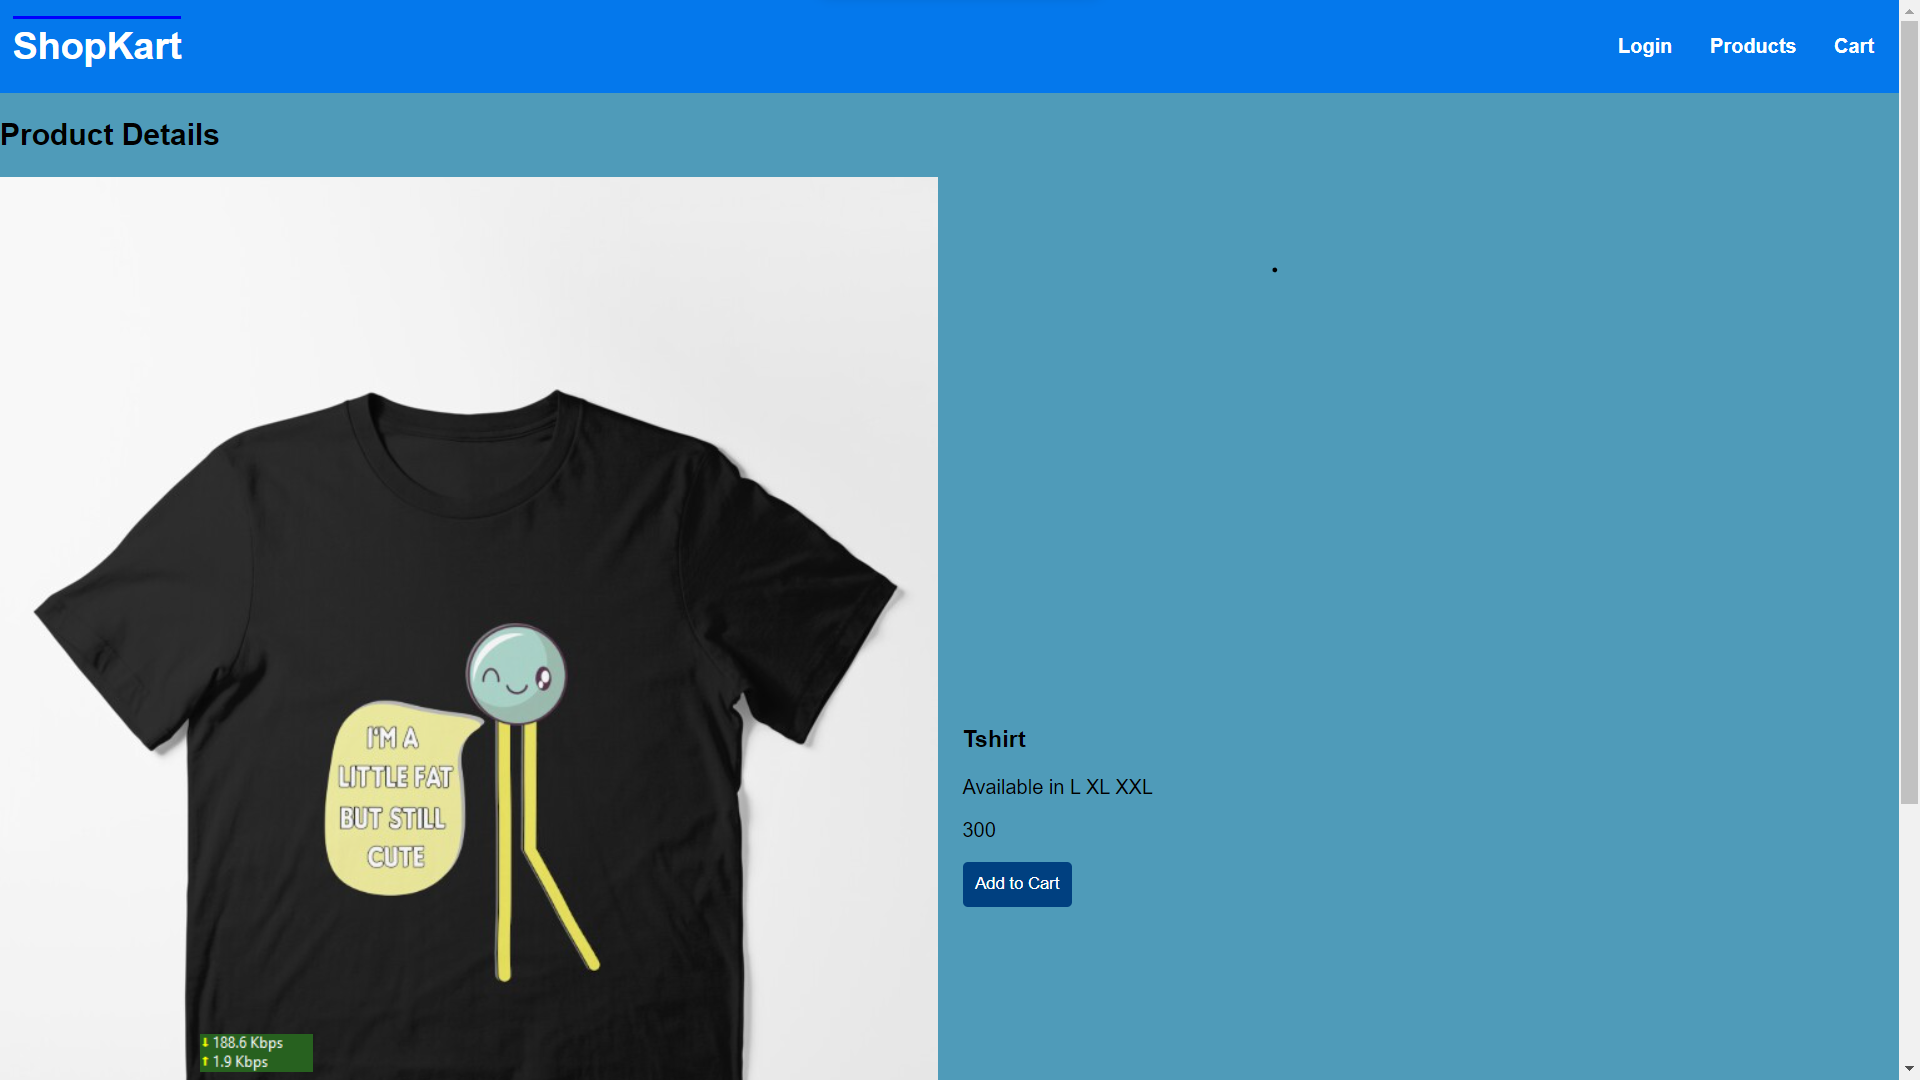 ShopKart
Login Products Cart
Product Details
I'M A
LITTLE FAT
BUT STILL
CUTE
Tshirt
Available in L XL XXL
300
Add to Cart
188.6 Kbps
1.9 Kbps